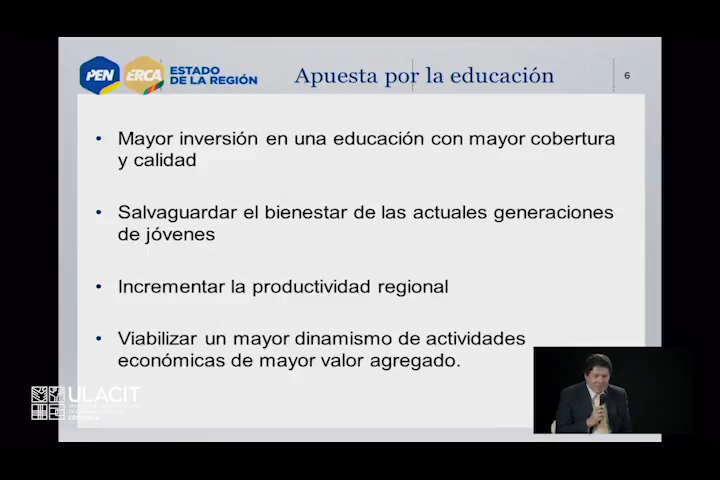 PEN
ERCA
ESTADO
DE LA REGIÓN
Apuesta por la educación
6
• Mayor inversión en una educación con mayor cobertura
y calidad
• Salvaguardar el bienestar de las actuales generaciones
de jóvenes
• Incrementar la productividad regional
• Viabilizar un mayor dinamismo de actividades
económicas de mayor valor agregado.
ULACIT